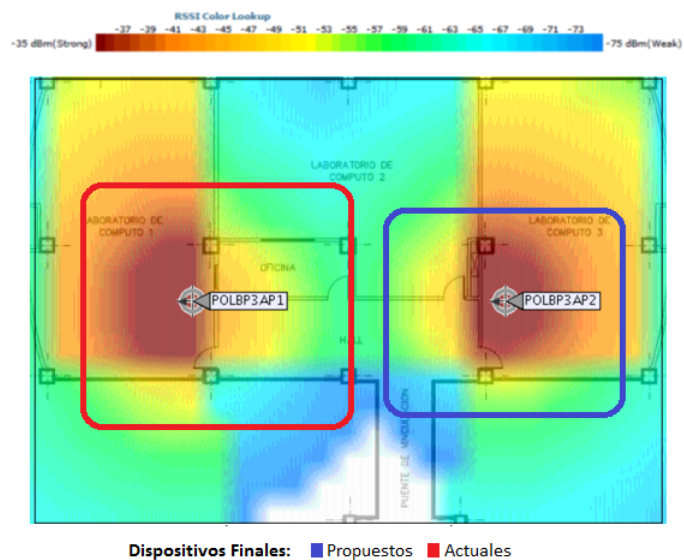 RSSI Color Lookup
-35 dBm(Strong) -37 -39 -41 -43 -45 -47 -49 -51 -53 -55 -57 -59 -61 -63 -65 -67 -69 -71 -73 -75 dBm(Weak)
LABORATORIO DE
COMPUTO 2
LABORATORIO DE
COMPUTO 1
LABORATORIO DE
COMPUTO 3
OFICINA
POLBP3AP1
POLBP3AP2
HALL
PUENTE DE VINCULACION
Dispositivos Finales: Propuestos Actuales